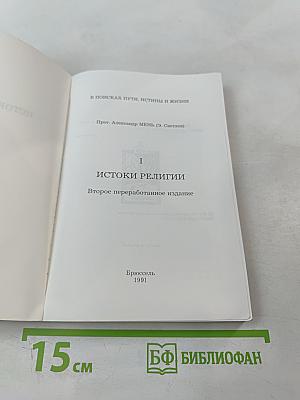 В ПОИСКАХ ПУТИ, ИСТИНЫ И ЖИЗНИ
Прот. Александр МЕНЬ (Э. Светлов)
I
ИСТОКИ РЕЛИГИИ
Второе переработанное издание
Брюссель
1991
15 см
БФ БИБЛИОФАН